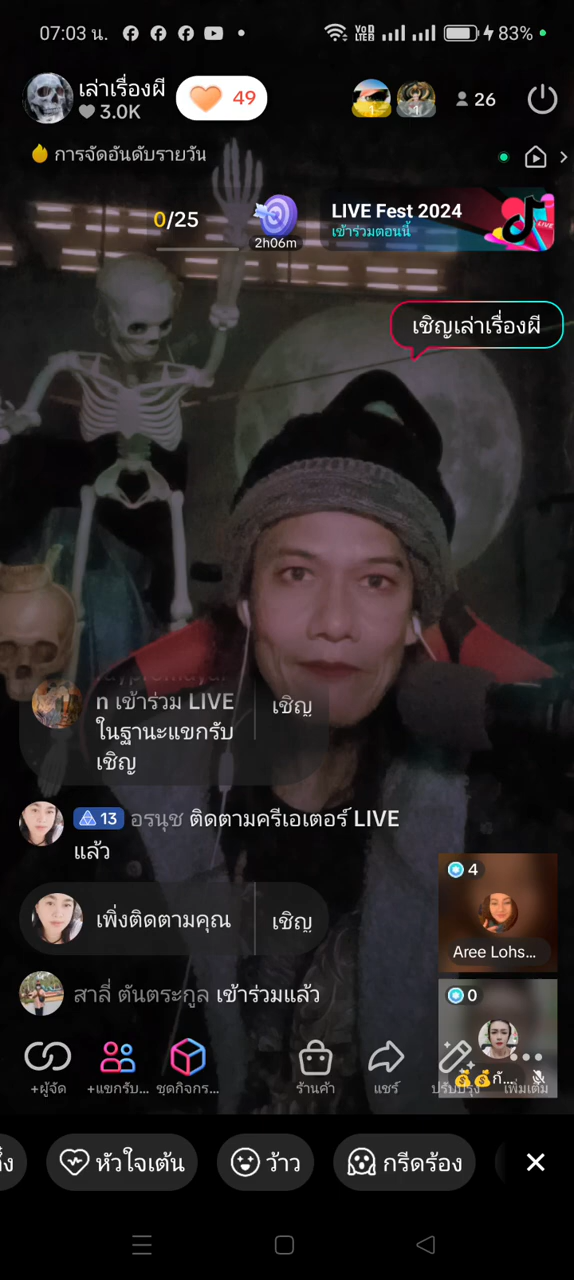 07:03 น.
VoD
LTE2
83%
เล่าเรื่องผี
3.0K
49
1
4
26
การจัดอันดับรายวัน
0/25
2h06m
LIVE Fest 2024
เข้าร่วมตอนนี้
LIVE
เชิญเล่าเรื่องผี
n เข้าร่วม LIVE
ในฐานะแขกรับ
เชิญ
เชิญ
13 อรนุช ติดตามครีเอเตอร์ LIVE
แล้ว
4
เพิ่งติดตามคุณ
เชิญ
Aree Lohs...
สาลี่ ตันตระกูล เข้าร่วมแล้ว
0
💰💰กั...
+ผู้จัด
+แขกรับ...
ชุดกิจกร...
ร้านค้า
แชร์
ปรับปรุง
เพิ่มเติม
หัวใจเต้น
ว้าว
กรีดร้อง